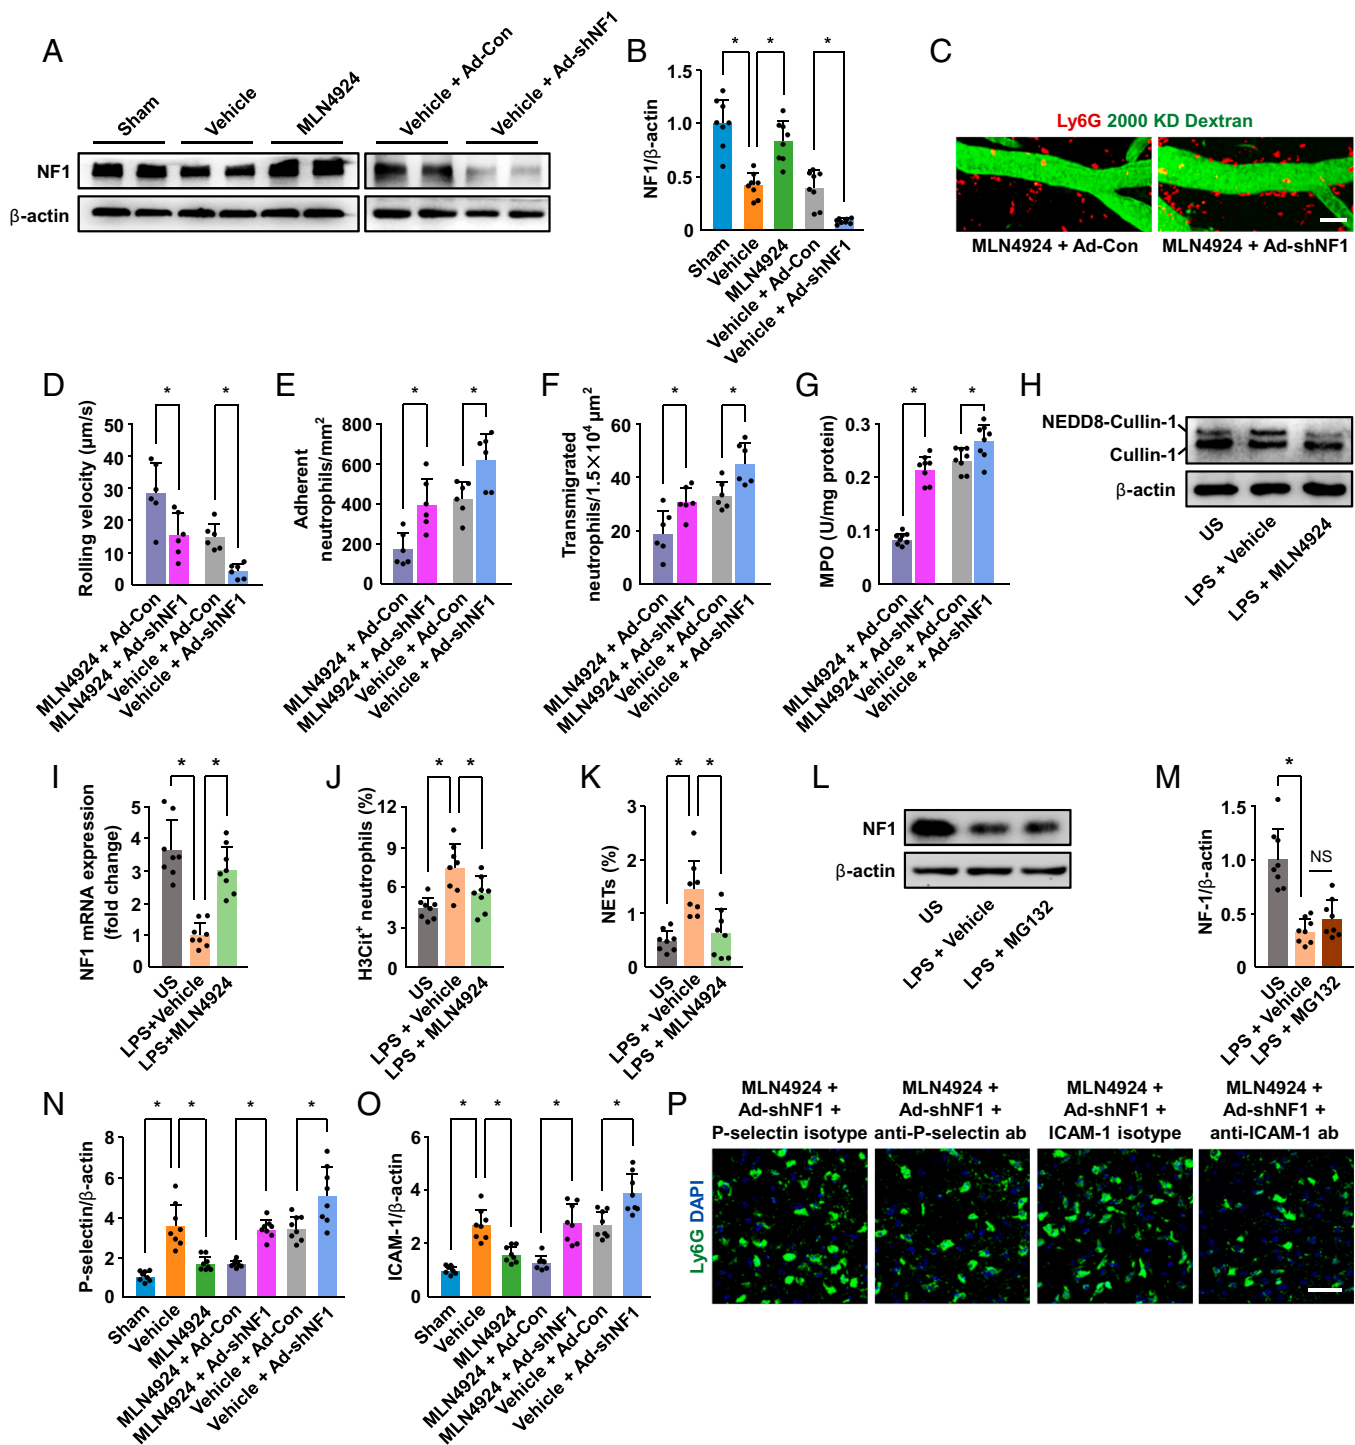 A
Sham
Vehicle
MLN4924
Vehicle + Ad-Con
Vehicle + Ad-shNF1
NF1
β-actin
B
NF1/β-actin
1.5
1.0
0.5
0
*
*
*
Sham
Vehicle
MLN4924
Vehicle + Ad-Con
Vehicle + Ad-shNF1
C
Ly6G 2000 KD Dextran
MLN4924 + Ad-Con
MLN4924 + Ad-shNF1
D
Rolling velocity (μm/s)
50
40
30
20
10
0
*
*
MLN4924 + Ad-Con
MLN4924 + Ad-shNF1
Vehicle + Ad-Con
Vehicle + Ad-shNF1
E
Adherent
neutrophils/mm²
800
600
400
200
0
*
*
MLN4924 + Ad-Con
MLN4924 + Ad-shNF1
Vehicle + Ad-Con
Vehicle + Ad-shNF1
F
Transmigrated
neutrophils/1.5×10⁴ μm²
60
40
20
0
*
*
MLN4924 + Ad-Con
MLN4924 + Ad-shNF1
Vehicle + Ad-Con
Vehicle + Ad-shNF1
G
MPO (U/mg protein)
0.3
0.2
0.1
0
*
*
MLN4924 + Ad-Con
MLN4924 + Ad-shNF1
Vehicle + Ad-Con
Vehicle + Ad-shNF1
H
NEDD8-Cullin-1
Cullin-1
β-actin
US
LPS + Vehicle
LPS + MLN4924
I
NF1 mRNA expression
(fold change)
5
4
3
2
1
0
*
*
US
LPS+Vehicle
LPS+MLN4924
J
H3Cit⁺ neutrophils (%)
12
9
6
3
0
*
*
US
LPS + Vehicle
LPS + MLN4924
K
NETs (%)
3
2
1
0
*
*
US
LPS + Vehicle
LPS + MLN4924
L
NF1
β-actin
US
LPS + Vehicle
LPS + MG132
M
NF-1/β-actin
1.5
1.0
0.5
0
*
NS
US
LPS + Vehicle
LPS + MG132
N
P-selectin/β-actin
8
6
4
2
0
*
*
*
*
Sham
Vehicle
MLN4924
MLN4924 + Ad-Con
MLN4924 + Ad-shNF1
Vehicle + Ad-Con
Vehicle + Ad-shNF1
O
ICAM-1/β-actin
6
4
2
0
*
*
*
*
Sham
Vehicle
MLN4924
MLN4924 + Ad-Con
MLN4924 + Ad-shNF1
Vehicle + Ad-Con
Vehicle + Ad-shNF1
P
MLN4924 +
Ad-shNF1 +
P-selectin isotype
MLN4924 +
Ad-shNF1 +
anti-P-selectin ab
MLN4924 +
Ad-shNF1 +
ICAM-1 isotype
MLN4924 +
Ad-shNF1 +
anti-ICAM-1 ab
Ly6G DAPI